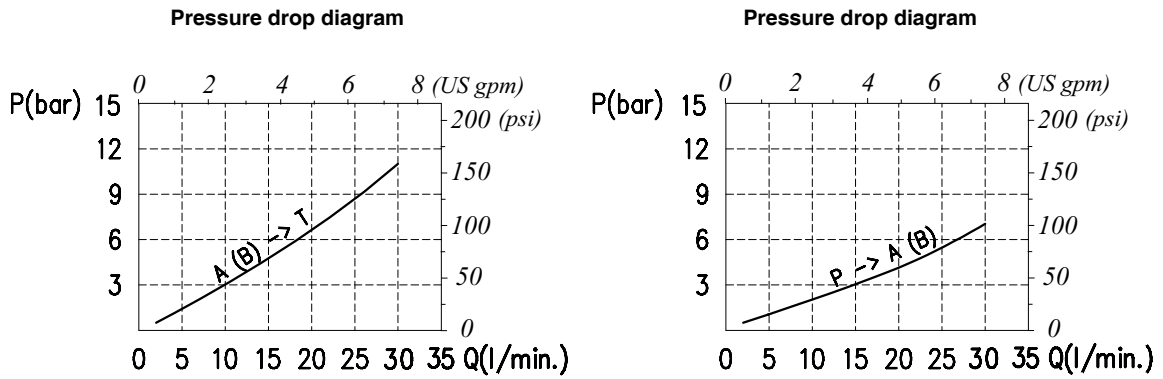 Pressure drop diagram
0 2 4 6 8 (US gpm)
P(bar) 15
200 (psi)
12
150
9
A (B) --> T
100
6
50
3
0
0 5 10 15 20 25 30 35 Q(l/min.)
Pressure drop diagram
0 2 4 6 8 (US gpm)
P(bar) 15
200 (psi)
12
150
9
100
6
P --> A (B)
50
3
0
0 5 10 15 20 25 30 35 Q(l/min.)